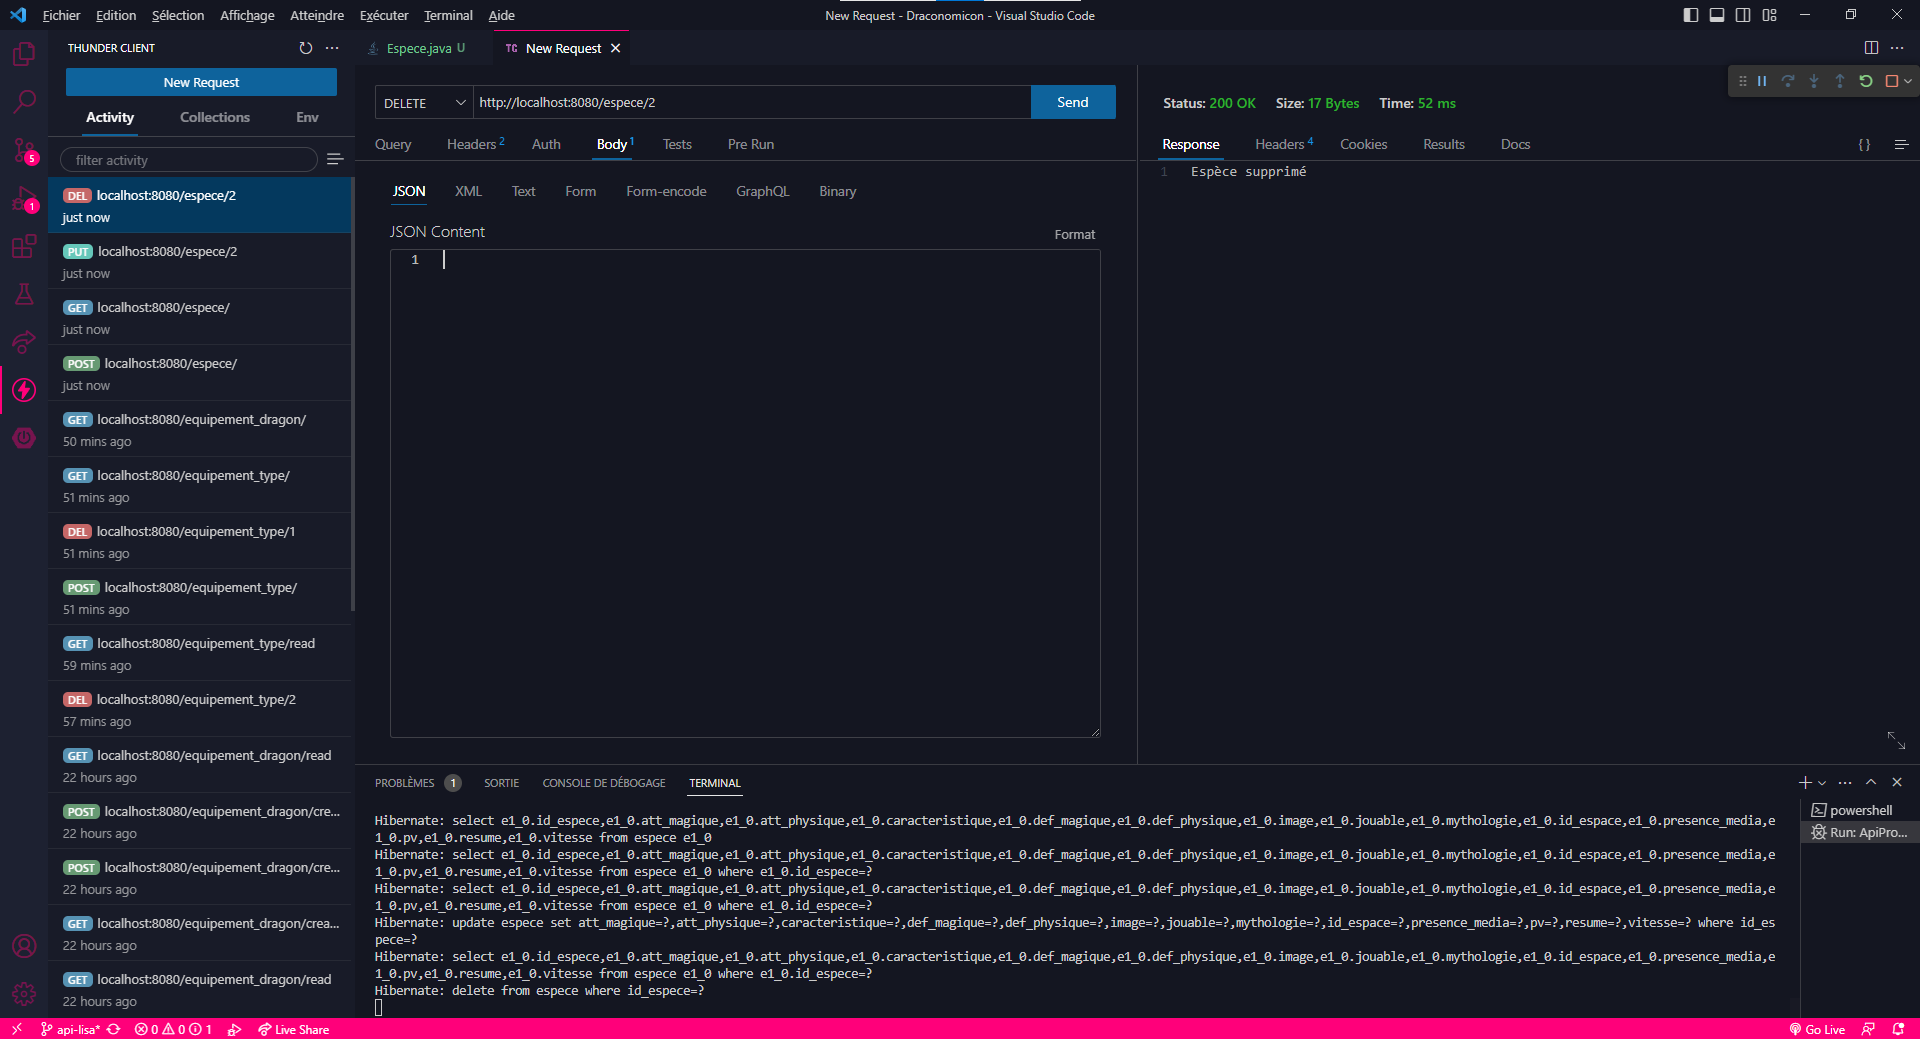 Fichier Edition Sélection Affichage Atteindre Exécuter Terminal Aide
New Request - Draconomicon - Visual Studio Code
THUNDER CLIENT
New Request
Activity Collections Env
filter activity
5
1
DEL localhost:8080/espece/2
just now
PUT localhost:8080/espece/2
just now
GET localhost:8080/espece/
just now
POST localhost:8080/espece/
just now
GET localhost:8080/equipement_dragon/
50 mins ago
GET localhost:8080/equipement_type/
51 mins ago
DEL localhost:8080/equipement_type/1
51 mins ago
POST localhost:8080/equipement_type/
51 mins ago
GET localhost:8080/equipement_type/read
59 mins ago
DEL localhost:8080/equipement_type/2
57 mins ago
GET localhost:8080/equipement_dragon/read
22 hours ago
POST localhost:8080/equipement_dragon/cre...
22 hours ago
POST localhost:8080/equipement_dragon/cre...
22 hours ago
GET localhost:8080/equipement_dragon/crea...
22 hours ago
GET localhost:8080/equipement_dragon/read
22 hours ago
Espece.java U
TC New Request
DELETE http://localhost:8080/espece/2 Send
Query Headers 2 Auth Body 1 Tests Pre Run
JSON XML Text Form Form-encode GraphQL Binary
JSON Content
Format
1
Status: 200 OK Size: 17 Bytes Time: 52 ms
Response Headers 4 Cookies Results Docs {}
1 Espèce supprimé
PROBLÈMES 1 SORTIE CONSOLE DE DÉBOGAGE TERMINAL
Hibernate: select e1_0.id_espece,e1_0.att_magique,e1_0.att_physique,e1_0.caracteristique,e1_0.def_magique,e1_0.def_physique,e1_0.image,e1_0.jouable,e1_0.mythologie,e1_0.id_espace,e1_0.presence_media,e
1_0.pv,e1_0.resume,e1_0.vitesse from espece e1_0
Hibernate: select e1_0.id_espece,e1_0.att_magique,e1_0.att_physique,e1_0.caracteristique,e1_0.def_magique,e1_0.def_physique,e1_0.image,e1_0.jouable,e1_0.mythologie,e1_0.id_espace,e1_0.presence_media,e
1_0.pv,e1_0.resume,e1_0.vitesse from espece e1_0 where e1_0.id_espece=?
Hibernate: select e1_0.id_espece,e1_0.att_magique,e1_0.att_physique,e1_0.caracteristique,e1_0.def_magique,e1_0.def_physique,e1_0.image,e1_0.jouable,e1_0.mythologie,e1_0.id_espace,e1_0.presence_media,e
1_0.pv,e1_0.resume,e1_0.vitesse from espece e1_0 where e1_0.id_espece=?
Hibernate: update espece set att_magique=?,att_physique=?,caracteristique=?,def_magique=?,def_physique=?,image=?,jouable=?,mythologie=?,id_espace=?,presence_media=?,pv=?,resume=?,vitesse=? where id_es
pece=?
Hibernate: select e1_0.id_espece,e1_0.att_magique,e1_0.att_physique,e1_0.caracteristique,e1_0.def_magique,e1_0.def_physique,e1_0.image,e1_0.jouable,e1_0.mythologie,e1_0.id_espace,e1_0.presence_media,e
1_0.pv,e1_0.resume,e1_0.vitesse from espece e1_0 where e1_0.id_espece=?
Hibernate: delete from espece where id_espece=?
powershell
Run: ApiPro...
api-lisa* 0 0 1 Live Share
Go Live